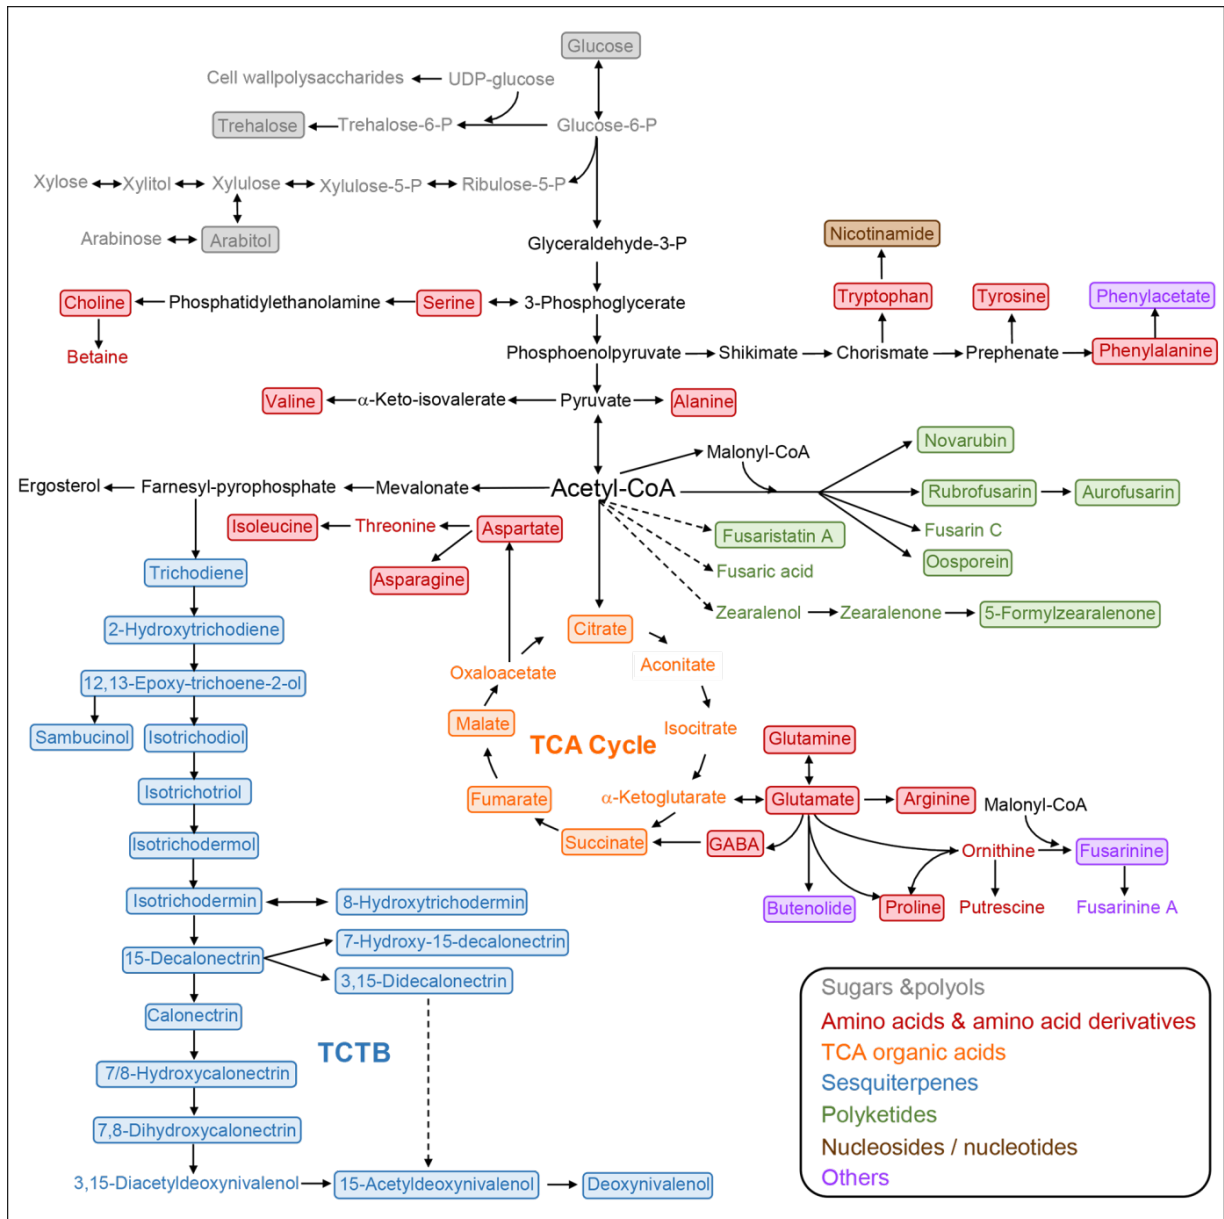 Glucose
Cell wallpolysaccharides
UDP-glucose
Trehalose
Trehalose-6-P
Glucose-6-P
Xylose
Xylitol
Xylulose
Xylulose-5-P
Ribulose-5-P
Arabinose
Arabitol
Glyceraldehyde-3-P
Nicotinamide
Choline
Phosphatidylethanolamine
Serine
3-Phosphoglycerate
Tryptophan
Tyrosine
Phenylacetate
Betaine
Phosphoenolpyruvate
Shikimate
Chorismate
Prephenate
Phenylalanine
Valine
α-Keto-isovalerate
Pyruvate
Alanine
Malonyl-CoA
Novarubin
Ergosterol
Farnesyl-pyrophosphate
Mevalonate
Acetyl-CoA
Rubrofusarin
Aurofusarin
Isoleucine
Threonine
Aspartate
Fusaristatin A
Fusarin C
Oosporein
Trichodiene
Asparagine
Fusaric acid
Zearalenol
Zearalenone
5-Formylzearalenone
2-Hydroxytrichodiene
Citrate
12,13-Epoxy-trichoene-2-ol
Oxaloacetate
Aconitate
Sambucinol
Isotrichodiol
Malate
TCA Cycle
Isocitrate
Glutamine
Isotrichotriol
Fumarate
α-Ketoglutarate
Glutamate
Arginine
Malonyl-CoA
Isotrichodermol
Succinate
GABA
Ornithine
Fusarinine
Isotrichodermin
8-Hydroxytrichodermin
Butenolide
Proline
Putrescine
Fusarinine A
15-Decalonectrin
7-Hydroxy-15-decalonectrin
3,15-Didecalonectrin
Calonectrin
TCTB
7/8-Hydroxycalonectrin
7,8-Dihydroxycalonectrin
3,15-Diacetyldeoxynivalenol
15-Acetyldeoxynivalenol
Deoxynivalenol
Sugars &polyols
Amino acids & amino acid derivatives
TCA organic acids
Sesquiterpenes
Polyketides
Nucleosides / nucleotides
Others